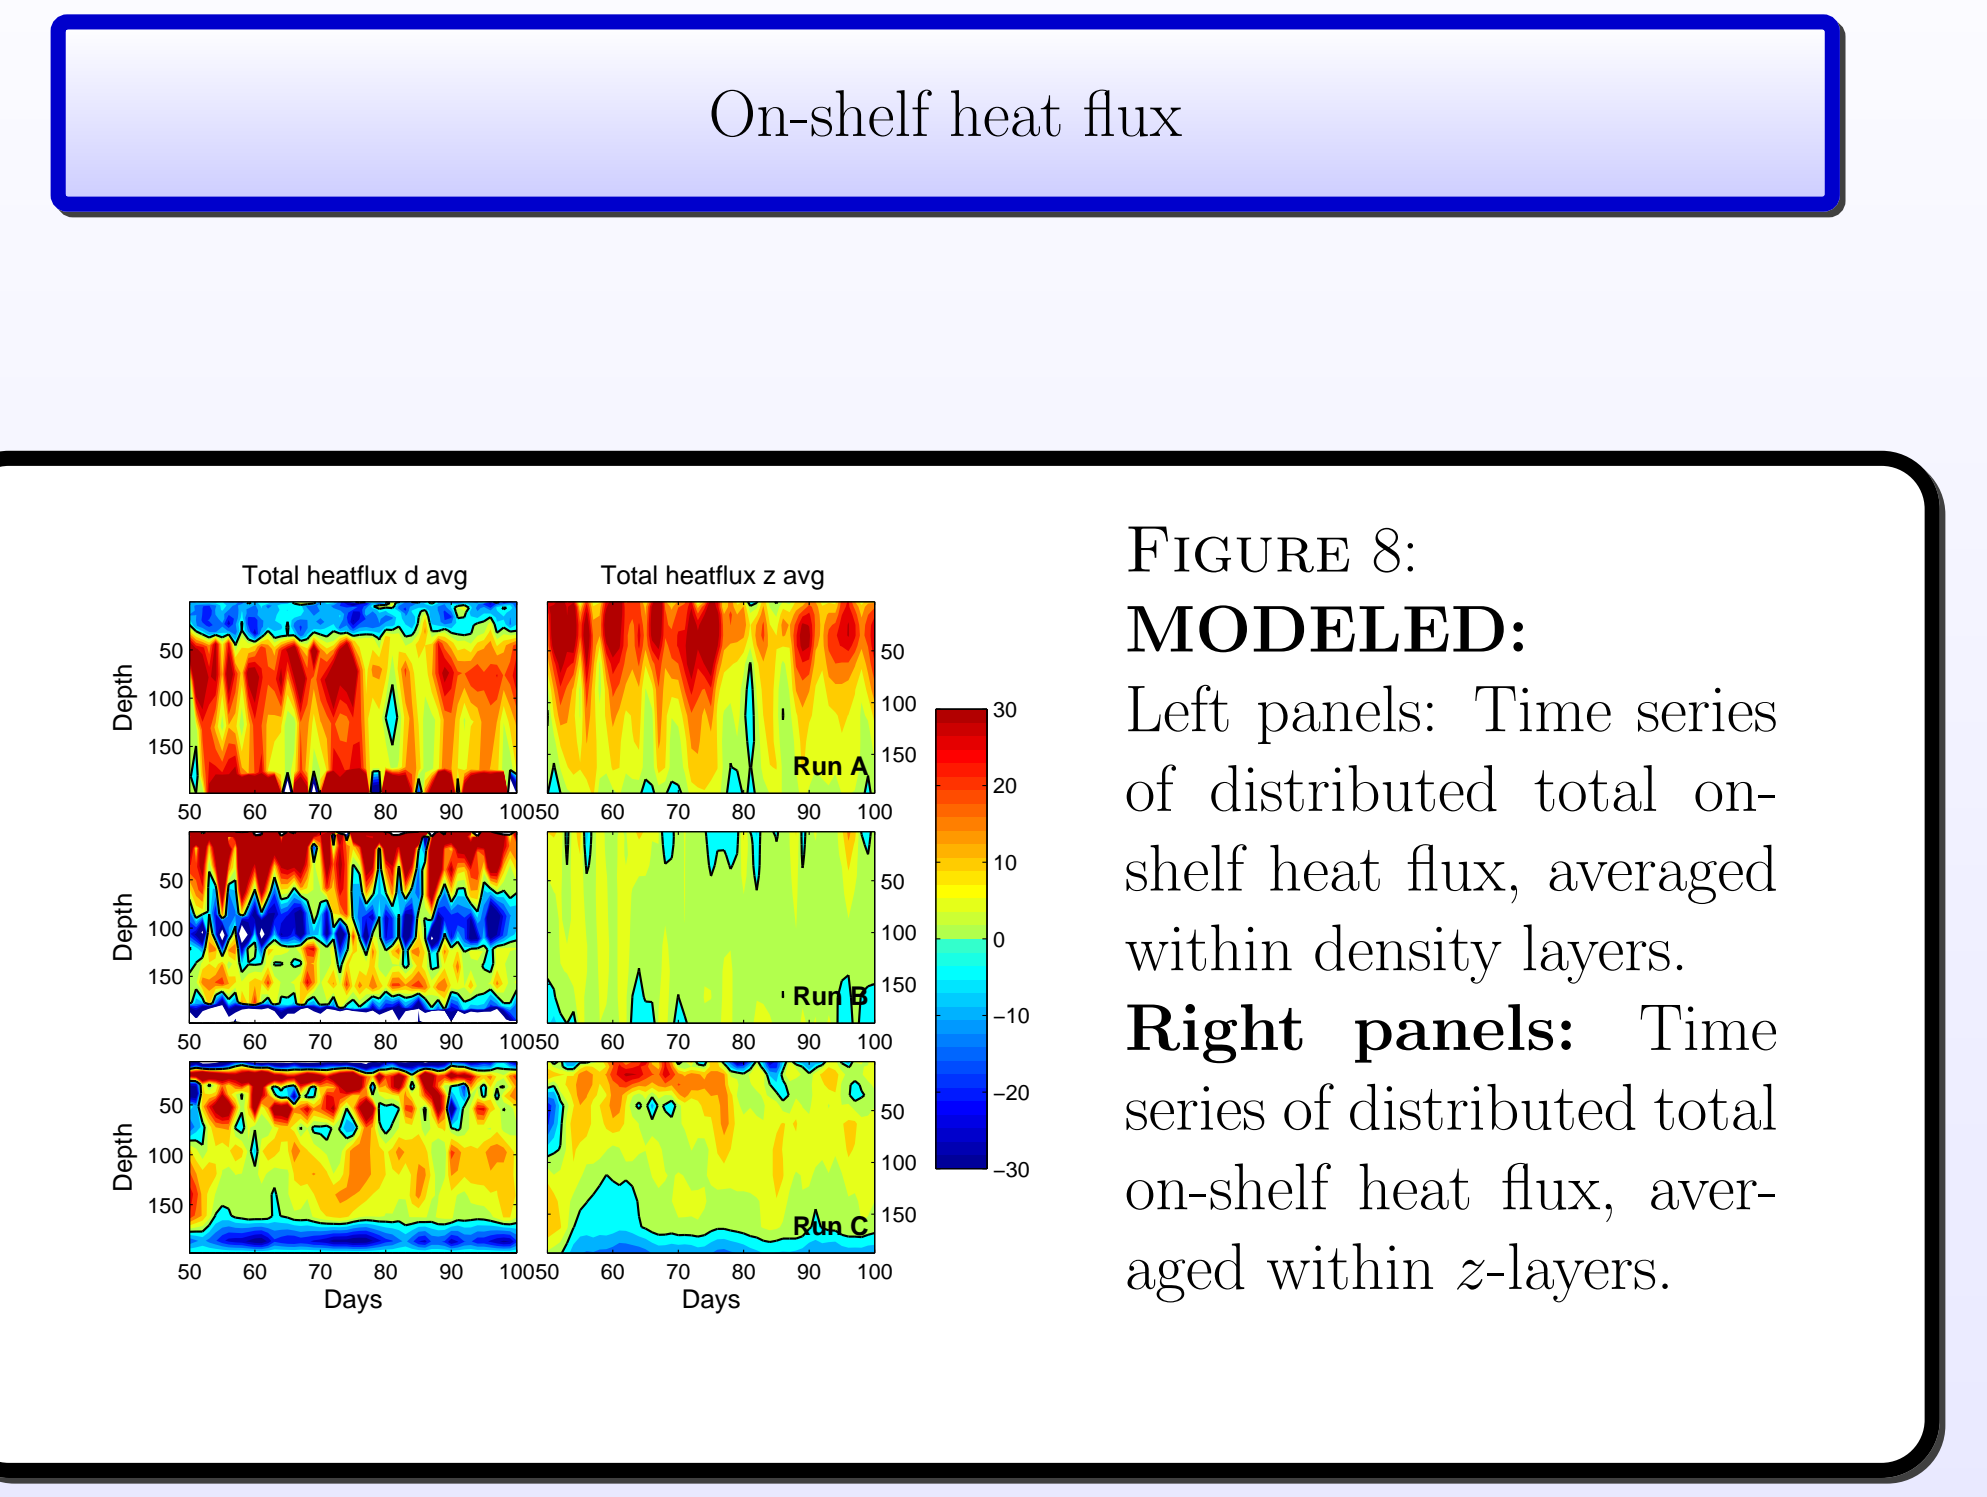 On-shelf heat flux
Total heatflux d avg
Total heatflux z avg
Depth
50
100
150
50 60 70 80 90 100
50
100
150
Run A
50 60 70 80 90 100
Depth
50
100
150
50 60 70 80 90 100
50
100
150
Run B
50 60 70 80 90 100
Depth
50
100
150
50 60 70 80 90 100
Days
50
100
150
Run C
50 60 70 80 90 100
Days
30
20
10
0
−10
−20
−30
FIGURE 8:
MODELED:
Left panels: Time series
of distributed total on-
shelf heat flux, averaged
within density layers.
Right panels: Time
series of distributed total
on-shelf heat flux, aver-
aged within z-layers.